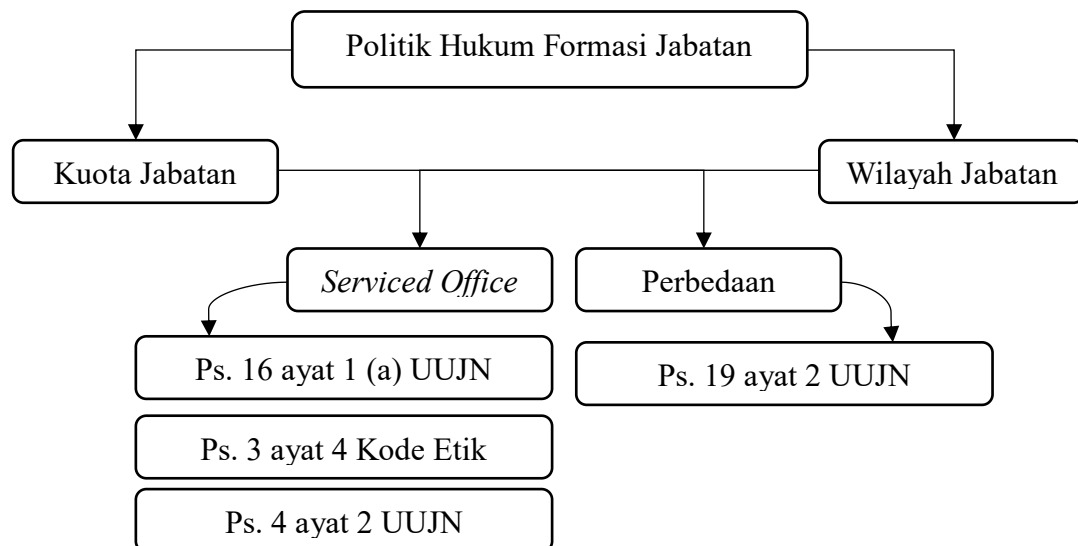 Politik Hukum Formasi Jabatan
Kuota Jabatan
Wilayah Jabatan
Serviced Office
Perbedaan
Ps. 16 ayat 1 (a) UUJN
Ps. 19 ayat 2 UUJN
Ps. 3 ayat 4 Kode Etik
Ps. 4 ayat 2 UUJN